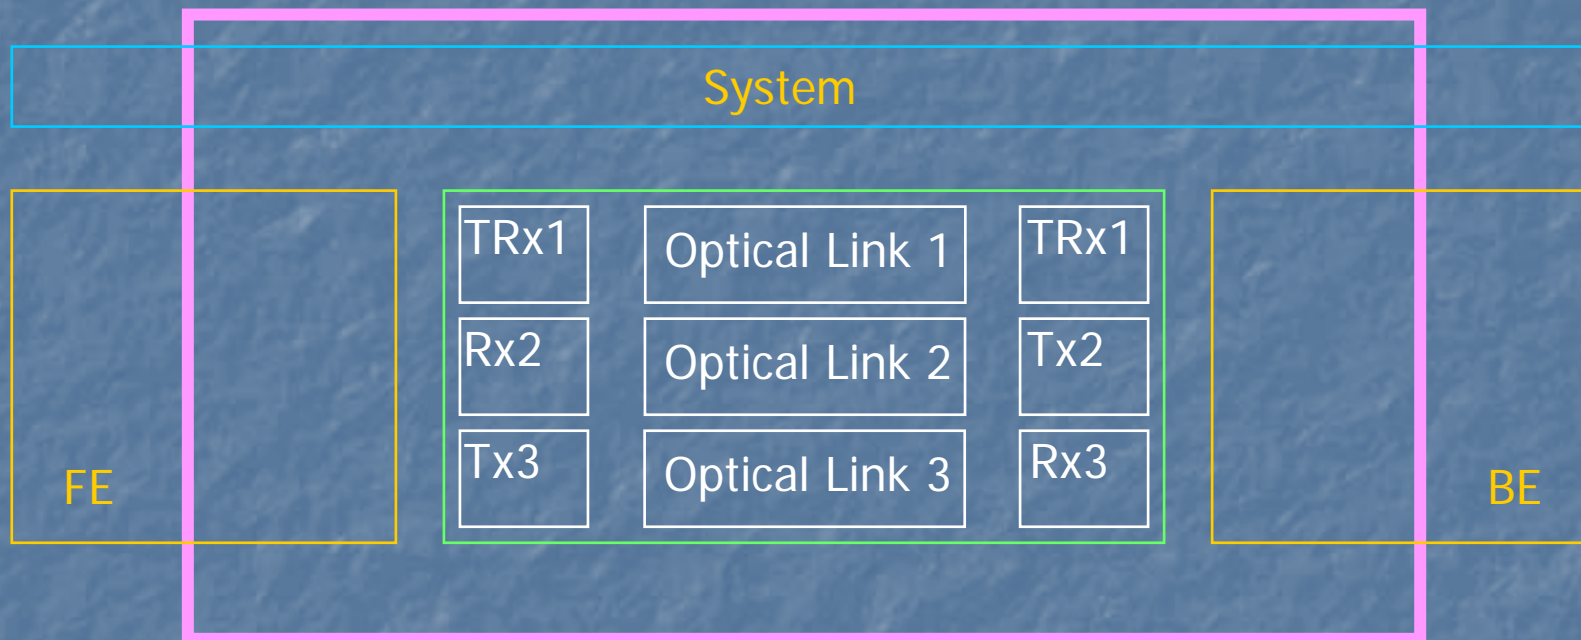 System
TRx1
Optical Link 1
TRx1
Rx2
Optical Link 2
Tx2
Tx3
Optical Link 3
Rx3
FE
BE